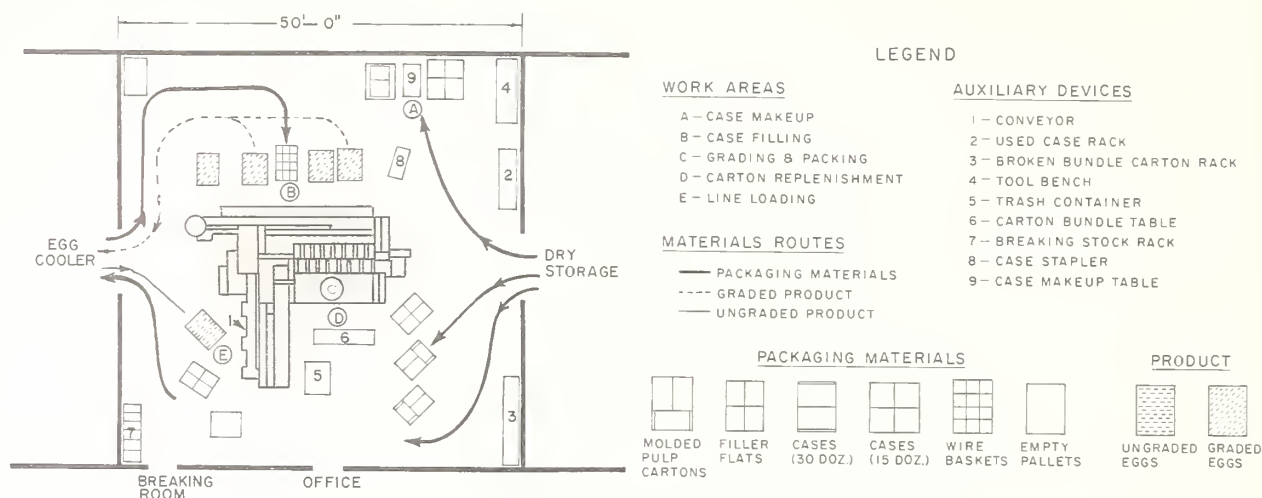 50'-0"
9
4
A
8
2
B
EGG
COOLER
DRY
STORAGE
C
D
1
6
E
5
7
3
BREAKING
ROOM
OFFICE
LEGEND
WORK AREAS
A - CASE MAKEUP
B - CASE FILLING
C - GRADING & PACKING
D - CARTON REPLENISHMENT
E - LINE LOADING
MATERIALS ROUTES
PACKAGING MATERIALS
GRADED PRODUCT
UNGRADED PRODUCT
AUXILIARY DEVICES
1 - CONVEYOR
2 - USED CASE RACK
3 - BROKEN BUNDLE CARTON RACK
4 - TOOL BENCH
5 - TRASH CONTAINER
6 - CARTON BUNDLE TABLE
7 - BREAKING STOCK RACK
8 - CASE STAPLER
9 - CASE MAKEUP TABLE
PACKAGING MATERIALS
MOLDED
PULP
CARTONS
FILLER
FLATS
CASES
(30 DOZ.)
CASES
(15 DOZ.)
WIRE
BASKETS
EMPTY
PALLETS
PRODUCT
UNGRADED
EGGS
GRADED
EGGS